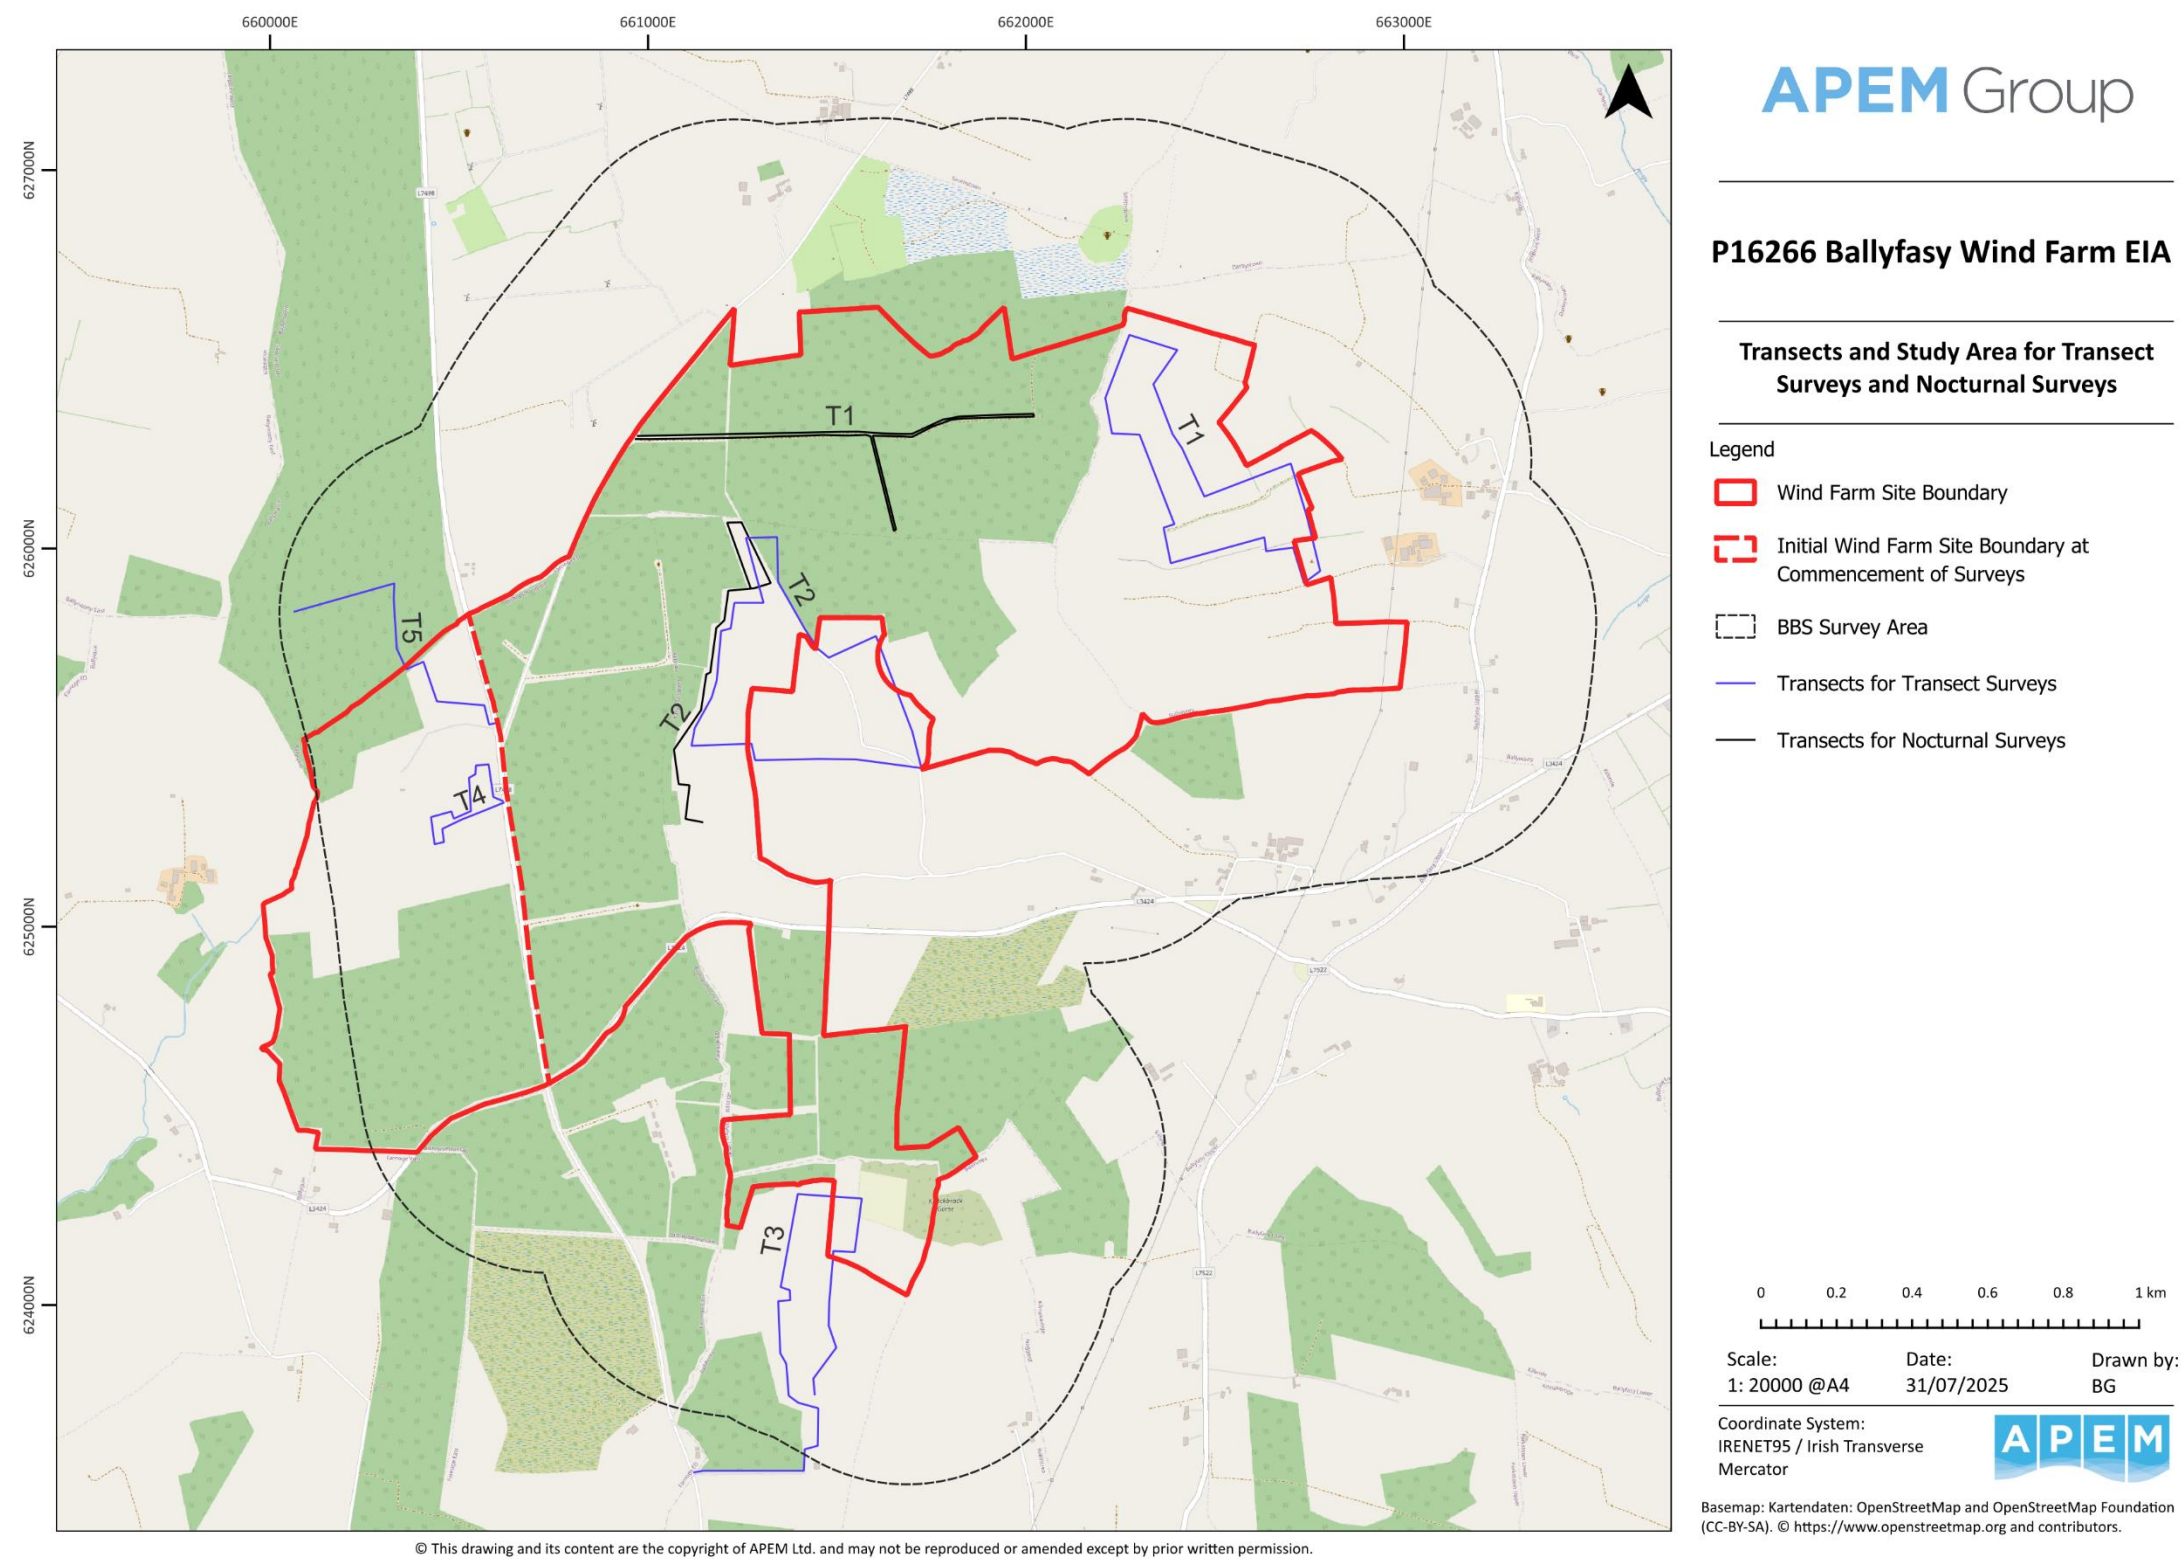 660000E 661000E 662000E 663000E
627000N
626000N
625000N
624000N
T1
T1
T2
T2
T5
T4
T3
L7498
L3424
L3424
L3424
L7522
L7522
APEM Group
P16266 Ballyfasy Wind Farm EIA
Transects and Study Area for Transect
Surveys and Nocturnal Surveys
Legend
Wind Farm Site Boundary
Initial Wind Farm Site Boundary at
Commencement of Surveys
BBS Survey Area
Transects for Transect Surveys
Transects for Nocturnal Surveys
0 0.2 0.4 0.6 0.8 1 km
Scale: Date: Drawn by:
1: 20000 @A4 31/07/2025 BG
Coordinate System:
IRENET95 / Irish Transverse
Mercator
APEM
Basemap: Kartendaten: OpenStreetMap and OpenStreetMap Foundation
(CC-BY-SA). © https://www.openstreetmap.org and contributors.
© This drawing and its content are the copyright of APEM Ltd. and may not be reproduced or amended except by prior written permission.